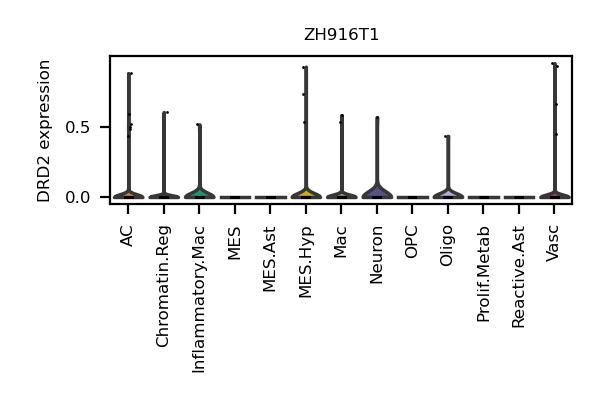 ZH916T1
DRD2 expression
0.5
0.0
AC
Chromatin.Reg
Inflammatory.Mac
MES
MES.Ast
MES.Hyp
Mac
Neuron
OPC
Oligo
Prolif.Metab
Reactive.Ast
Vasc